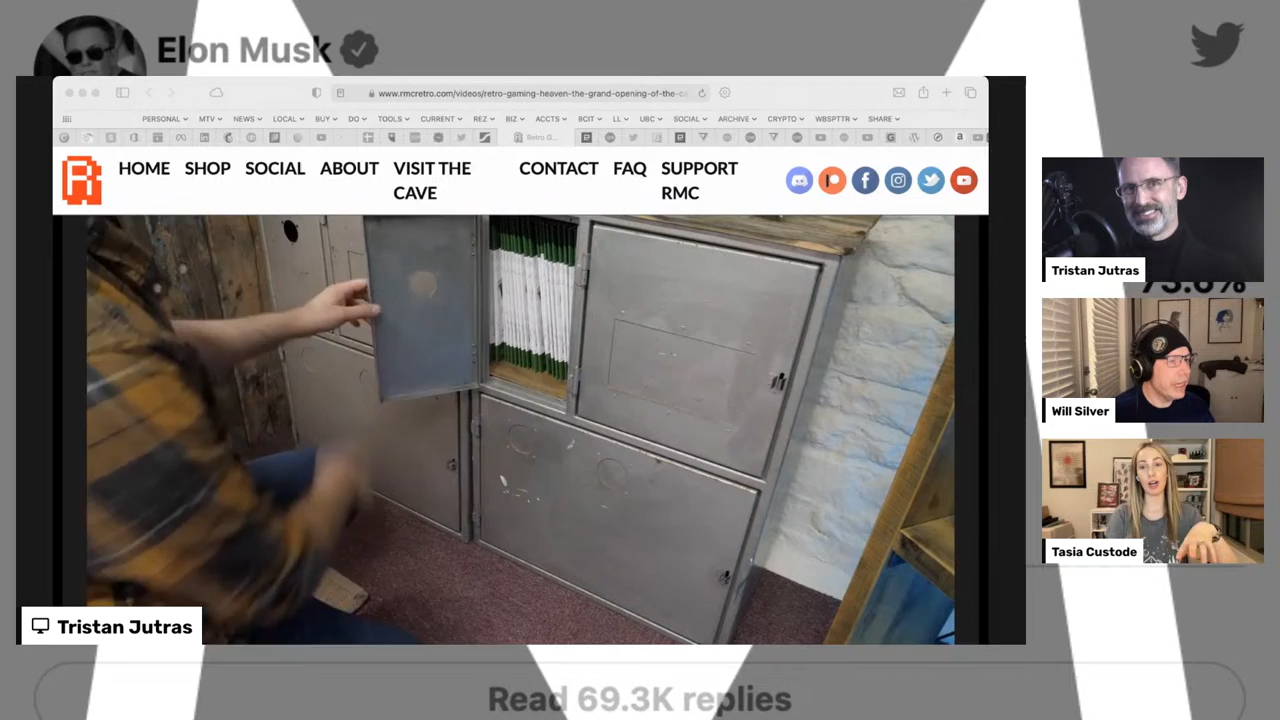 Elon Musk
www.rmcretro.com/videos/retro-gaming-heaven-the-grand-opening-of-the-ca
PERSONAL MTV NEWS LOCAL BUY DO TOOLS CURRENT REZ BIZ ACCTS BCIT LL UBC SOCIAL ARCHIVE CRYPTO WBSPTTR SHARE
Retro G...
HOME SHOP SOCIAL ABOUT VISIT THE CAVE CONTACT FAQ SUPPORT RMC
Tristan Jutras
73.6%
Will Silver
Tasia Custode
Tristan Jutras
Read 69.3K replies